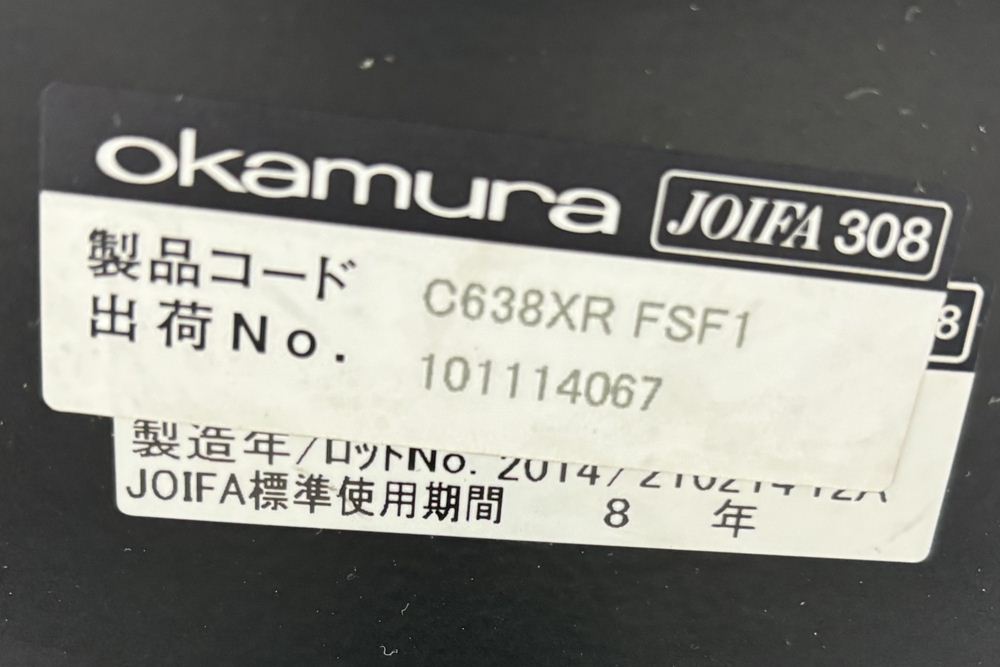 okamura JOIFA 308
製品コード C638XR FSF1
出荷No. 101114067
8
製造年/ロットNo. 2014/
JOIFA標準使用期間 8 年